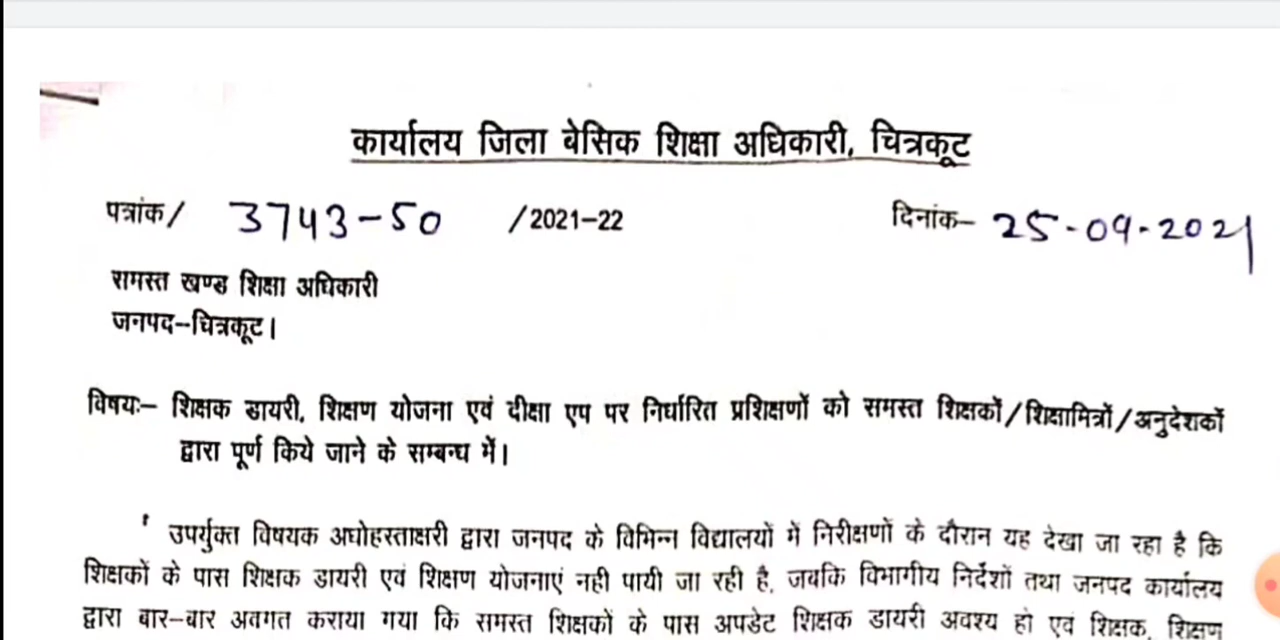 कार्यालय जिला बेसिक शिक्षा अधिकारी, चित्रकूट
पत्रांक/ 3743-50 /2021-22 दिनांक- 25-09-2021
समस्त खण्ड शिक्षा अधिकारी
जनपद-चित्रकूट।
विषयः- शिक्षक डायरी, शिक्षण योजना एवं दीक्षा एप पर निर्धारित प्रशिक्षणों को समस्त शिक्षकों/शिक्षामित्रों/अनुदेशकों
द्वारा पूर्ण किये जाने के सम्बन्ध में।
उपर्युक्त विषयक अधोहस्ताक्षरी द्वारा जनपद के विभिन्न विद्यालयों में निरीक्षणों के दौरान यह देखा जा रहा है कि
शिक्षकों के पास शिक्षक डायरी एवं शिक्षण योजनाएं नही पायी जा रही है, जबकि विभागीय निर्देशों तथा जनपद कार्यालय
द्वारा बार-बार अवगत कराया गया कि समस्त शिक्षकों के पास अपडेट शिक्षक डायरी अवश्य हो एवं शिक्षक, शिक्षण